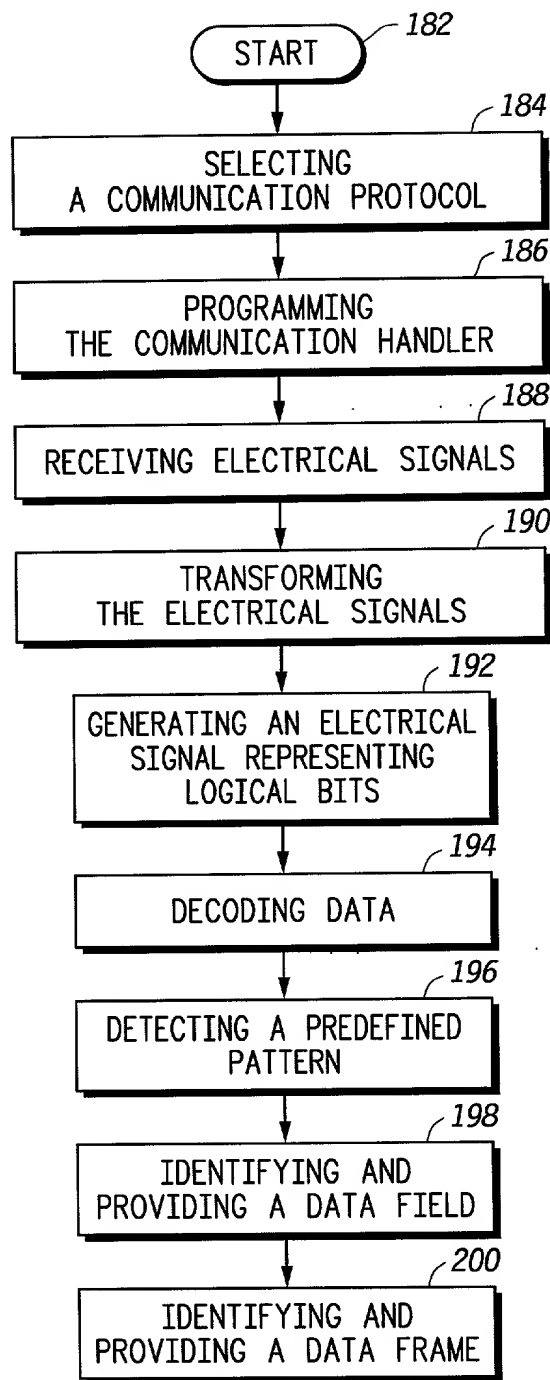 182
START
184
SELECTING
A COMMUNICATION PROTOCOL
186
PROGRAMMING
THE COMMUNICATION HANDLER
188
RECEIVING ELECTRICAL SIGNALS
190
TRANSFORMING
THE ELECTRICAL SIGNALS
192
GENERATING AN ELECTRICAL
SIGNAL REPRESENTING
LOGICAL BITS
194
DECODING DATA
196
DETECTING A PREDEFINED
PATTERN
198
IDENTIFYING AND
PROVIDING A DATA FIELD
200
IDENTIFYING AND
PROVIDING A DATA FRAME